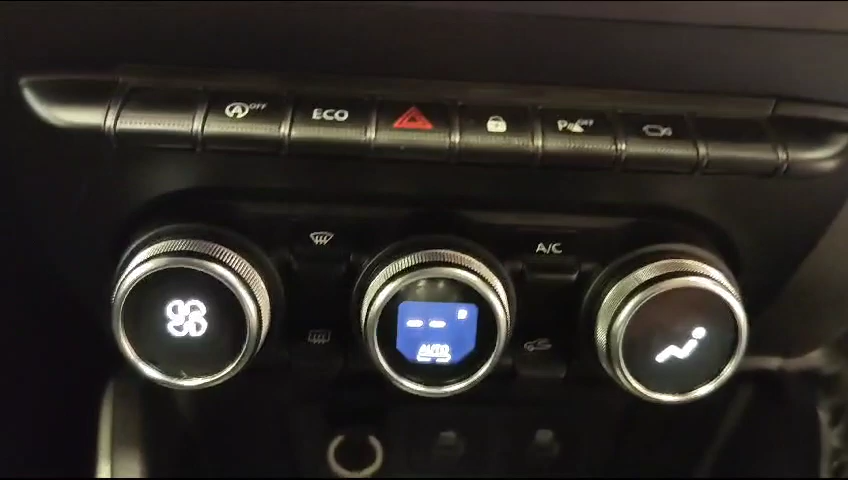 A OFF
ECO
P OFF
A/C
-- --
AUTO